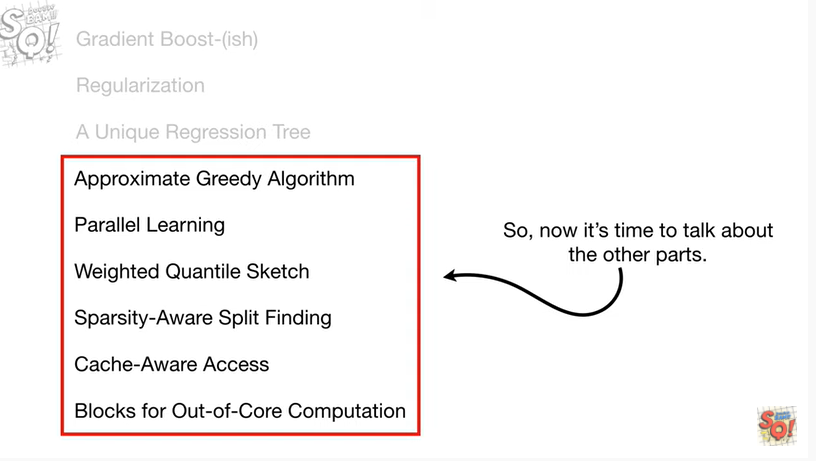 Gradient Boost-(ish)
Regularization
A Unique Regression Tree
Approximate Greedy Algorithm
Parallel Learning
Weighted Quantile Sketch
Sparsity-Aware Split Finding
Cache-Aware Access
Blocks for Out-of-Core Computation
So, now it's time to talk about
the other parts.
SQ!